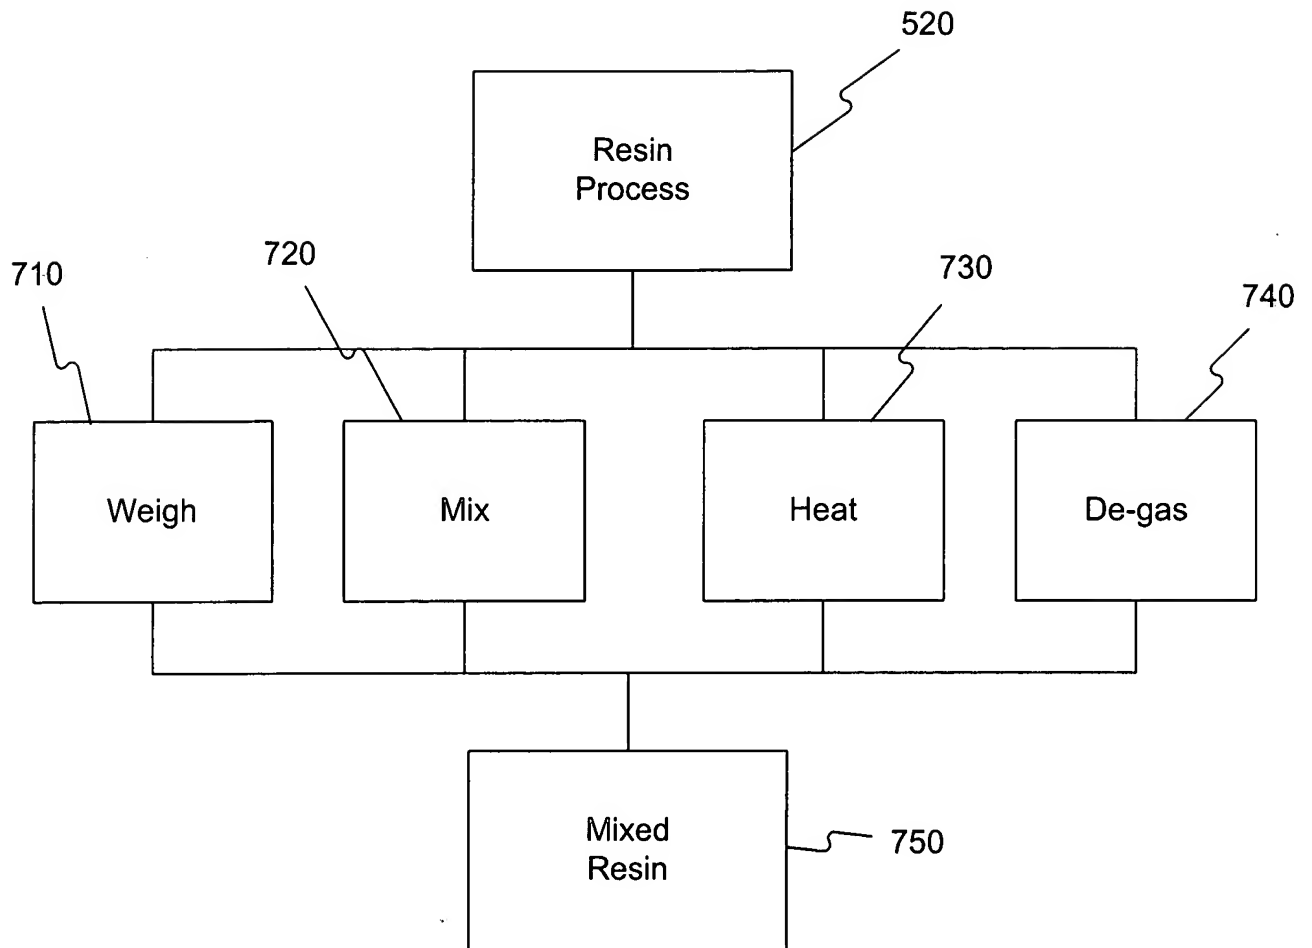 520
Resin
Process
710
720
730
740
Weigh
Mix
Heat
De-gas
Mixed
Resin
750